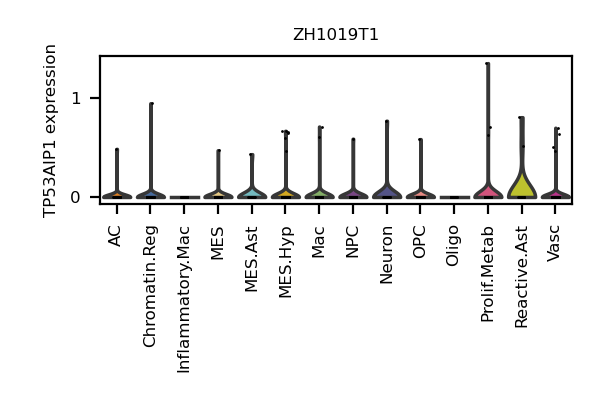 ZH1019T1
TP53AIP1 expression
1
0
AC
Chromatin.Reg
Inflammatory.Mac
MES
MES.Ast
MES.Hyp
Mac
NPC
Neuron
OPC
Oligo
Prolif.Metab
Reactive.Ast
Vasc